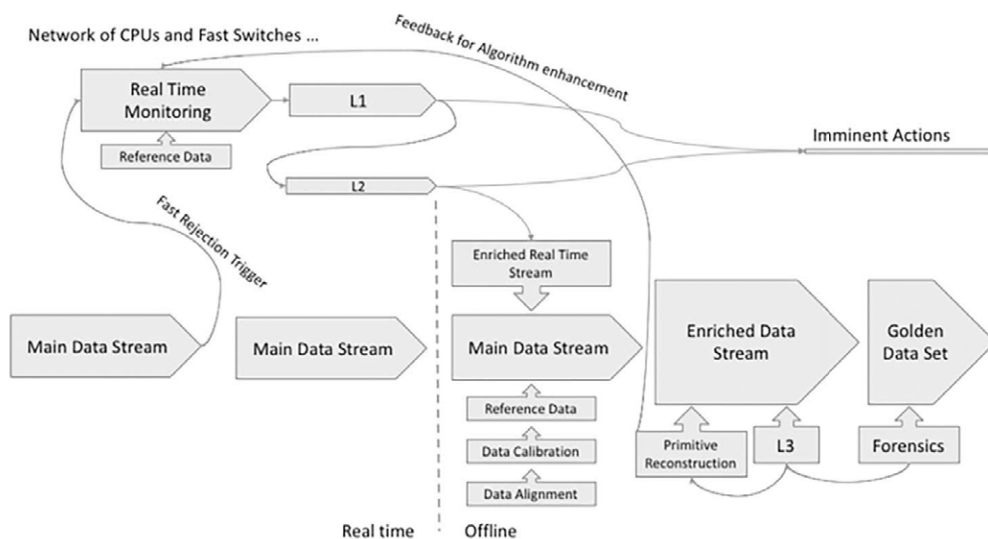 Network of CPUs and Fast Switches ...
Feedback for Algorithm enhancement
Real Time
Monitoring
L1
Imminent Actions
Reference Data
L2
Fast Rejection Trigger
Enriched Real Time
Stream
Main Data Stream
Main Data Stream
Main Data Stream
Enriched Data
Stream
Golden
Data Set
Reference Data
Data Calibration
Data Alignment
Primitive
Reconstruction
L3
Forensics
Real time
Offline